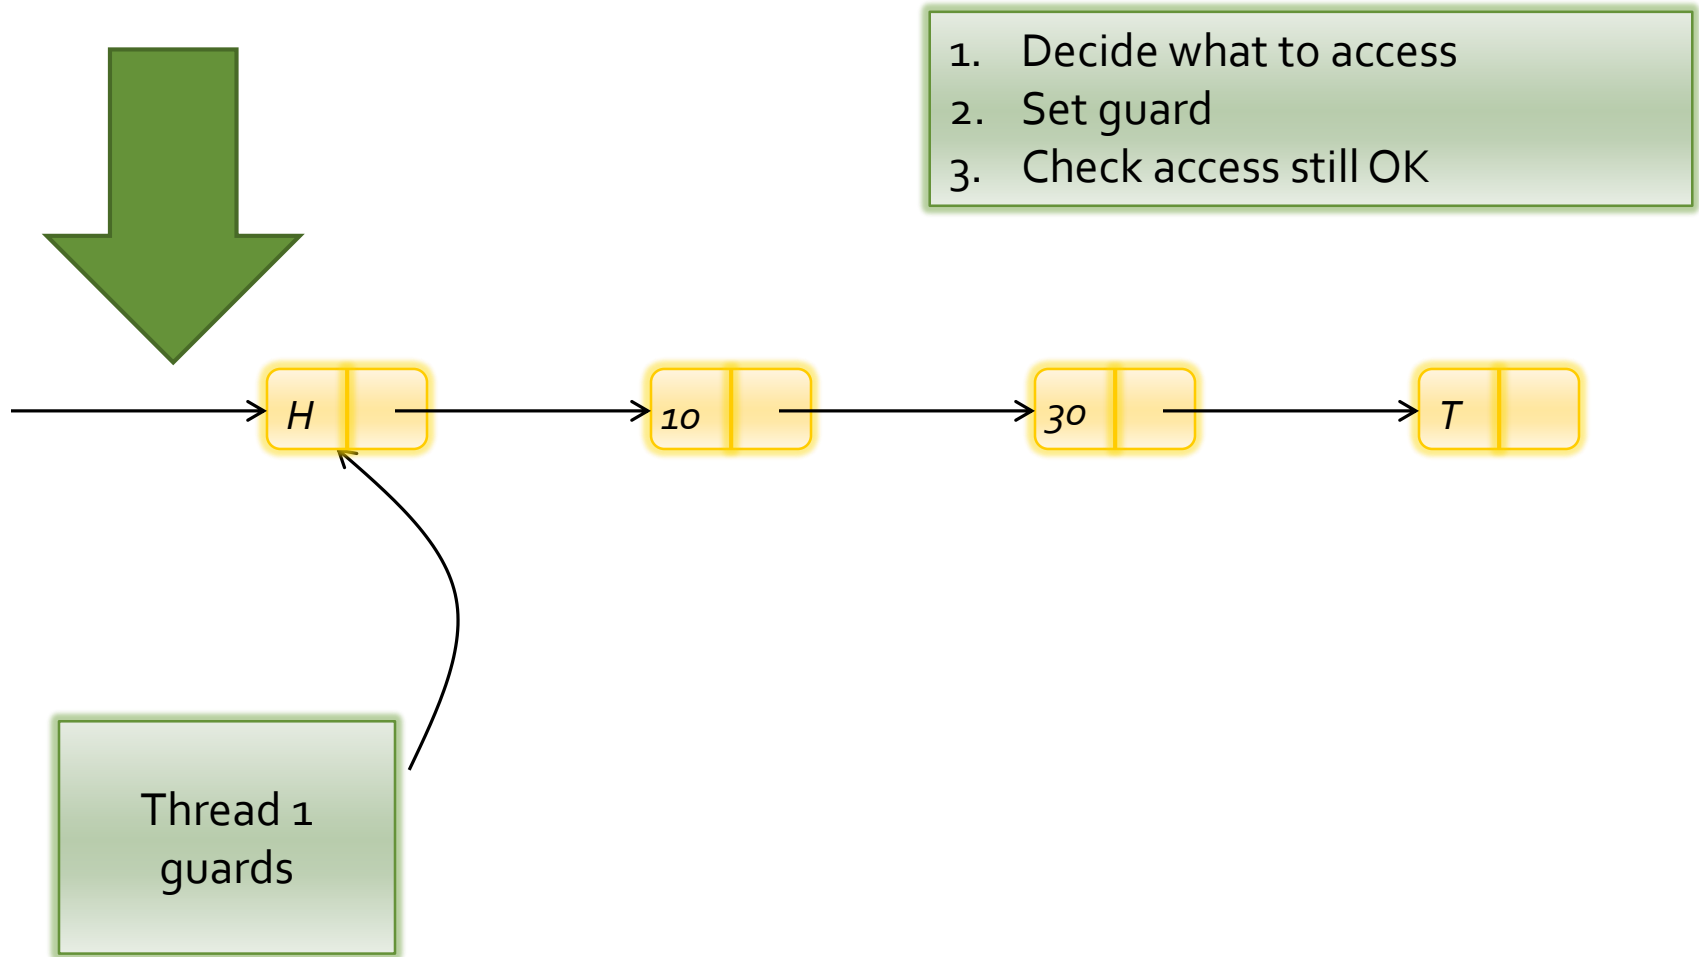 1. Decide what to access
2. Set guard
3. Check access still OK
H
10
30
T
Thread 1
guards